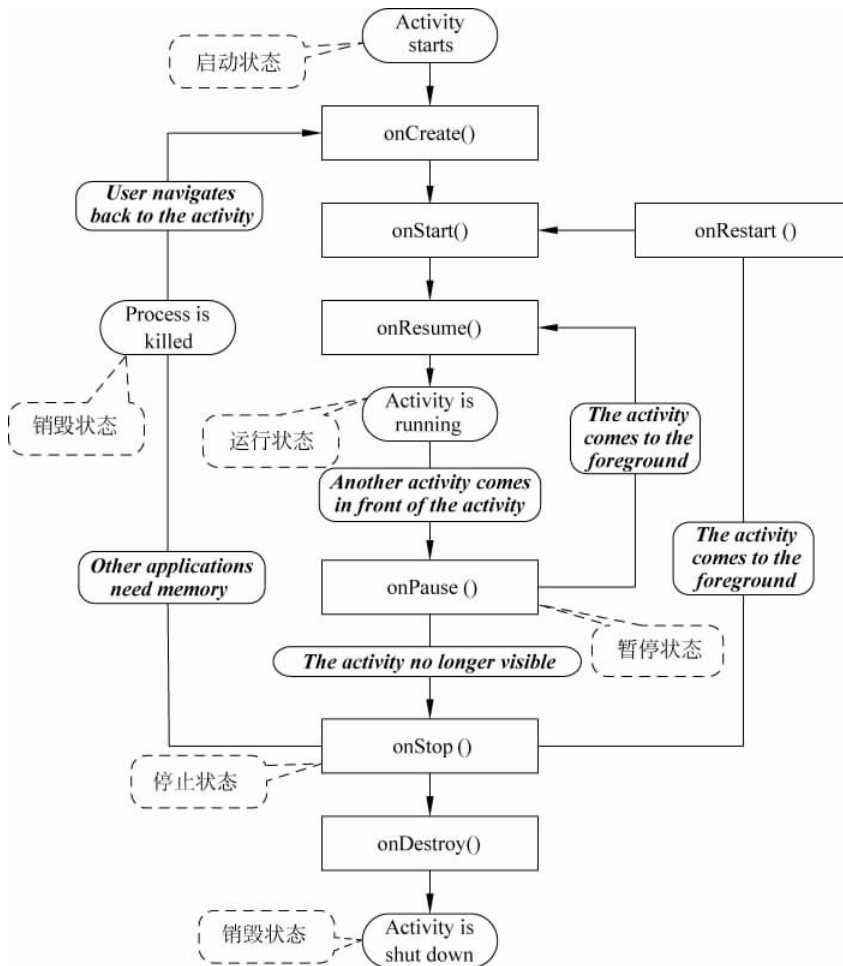 Activity
starts
启动状态
onCreate()
User navigates
back to the activity
onStart()
onRestart ()
Process is
killed
onResume()
销毁状态
Activity is
running
运行状态
The activity
comes to the
foreground
Another activity comes
in front of the activity
The activity
comes to the
foreground
Other applications
need memory
onPause ()
暂停状态
The activity no longer visible
onStop ()
停止状态
onDestroy()
销毁状态
Activity is
shut down